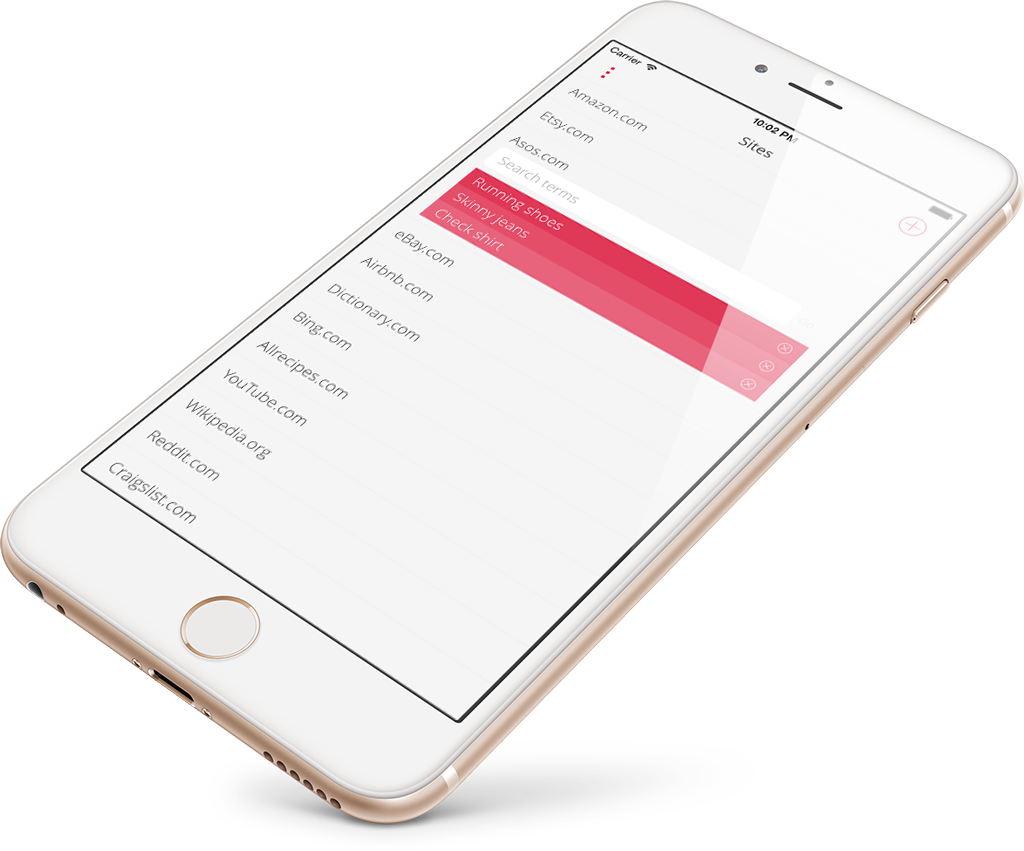 Carrier
10:02 PM
Sites
Amazon.com
Etsy.com
Asos.com
Search terms
GO
Running shoes
Skinny jeans
Check shirt
eBay.com
Airbnb.com
Dictionary.com
Bing.com
Allrecipes.com
YouTube.com
Wikipedia.org
Reddit.com
Craigslist.com